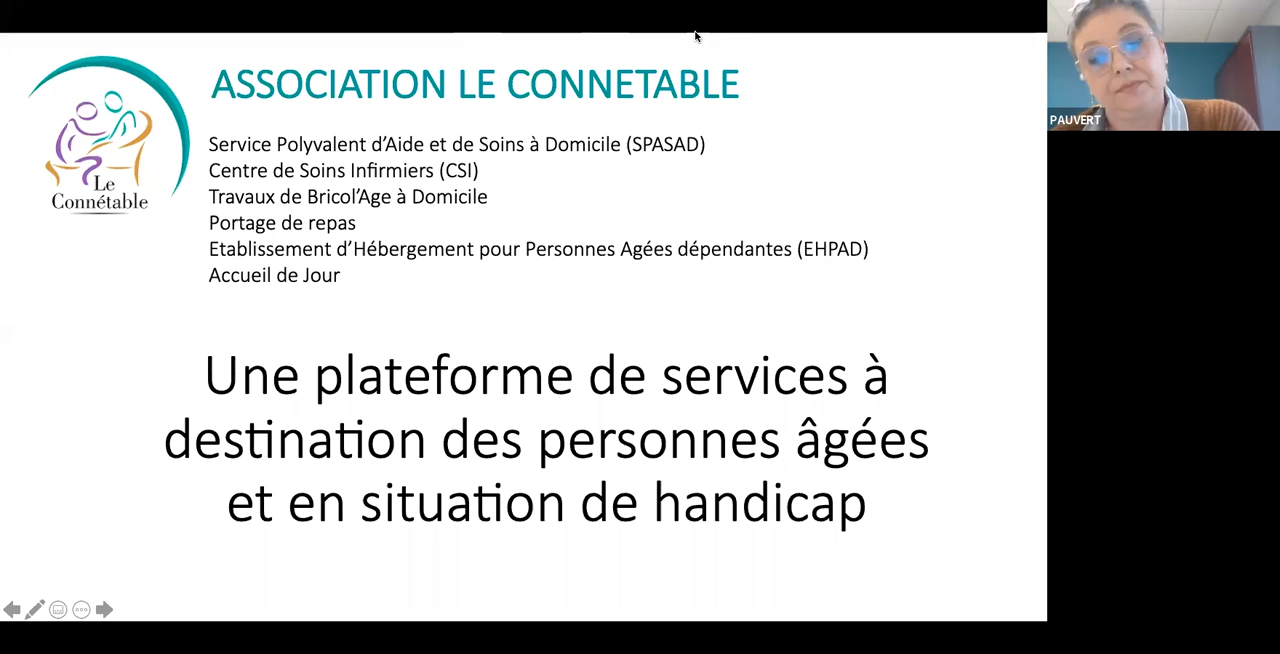 ASSOCIATION LE CONNETABLE
Service Polyvalent d’Aide et de Soins à Domicile (SPASAD)
Centre de Soins Infirmiers (CSI)
Travaux de Bricol’Age à Domicile
Portage de repas
Etablissement d’Hébergement pour Personnes Agées dépendantes (EHPAD)
Accueil de Jour
Le
Connétable
Une plateforme de services à
destination des personnes âgées
et en situation de handicap
PAUVERT